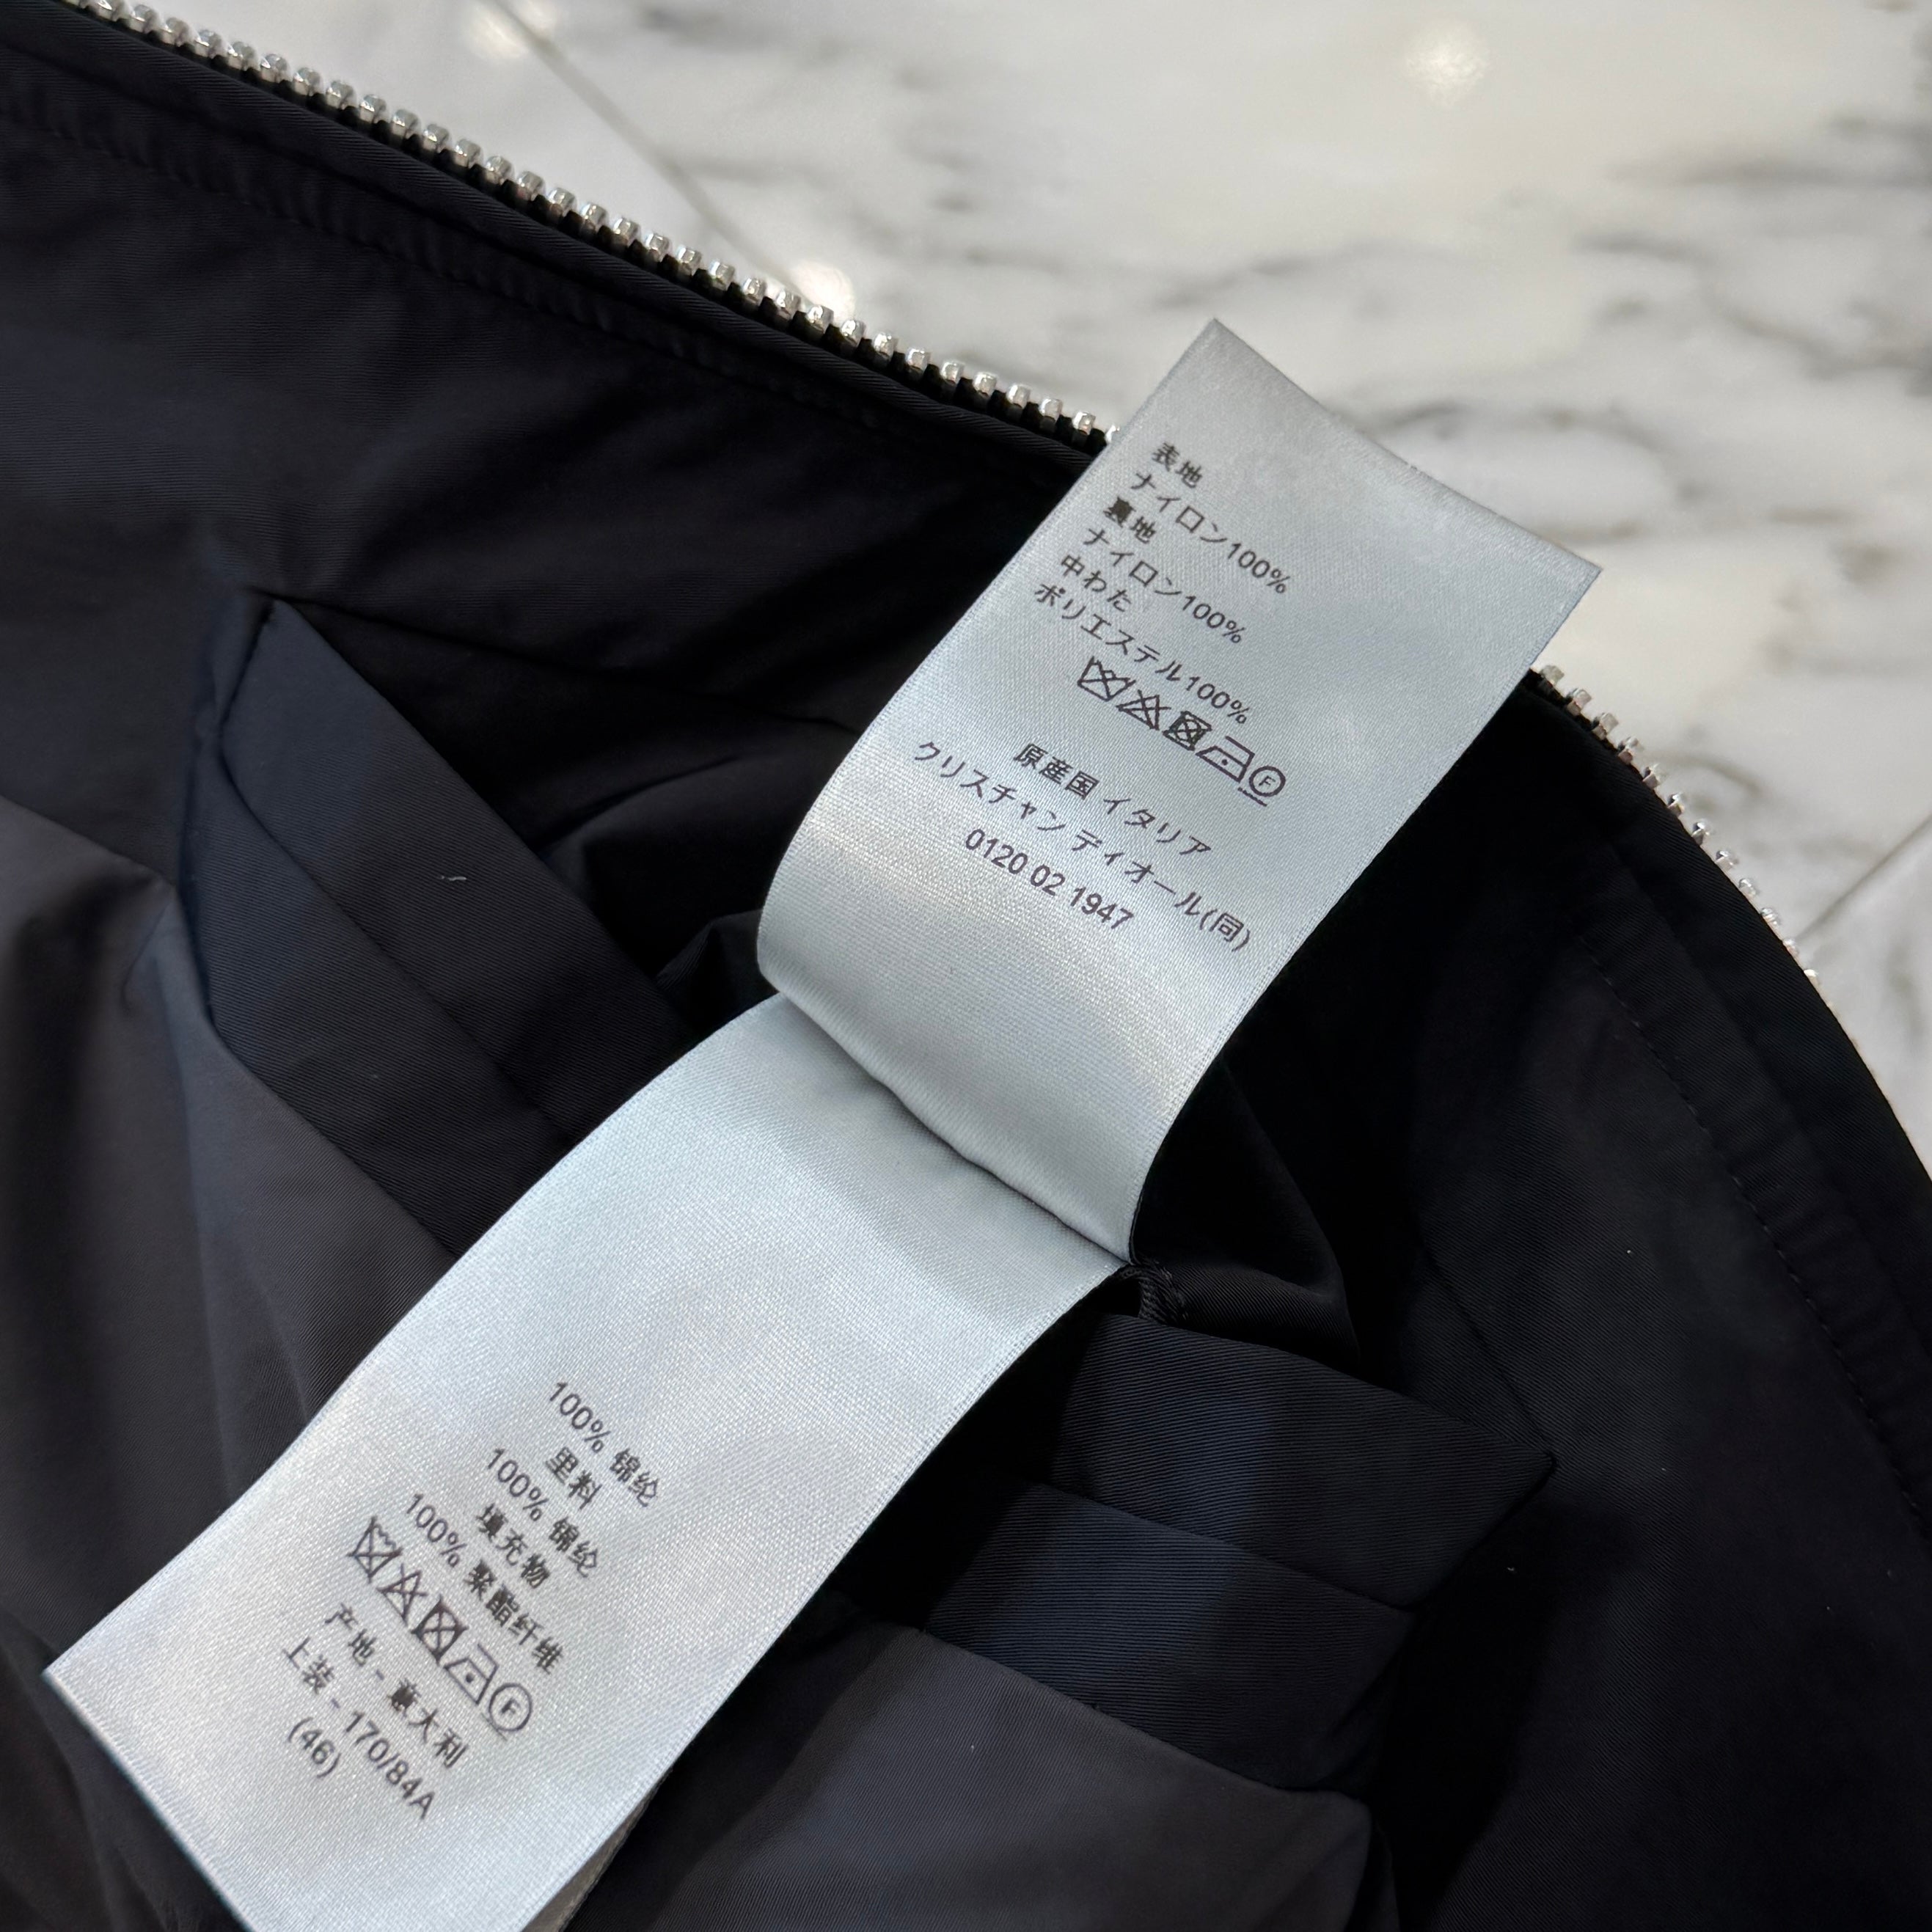 表地
ナイロン100%
裏地
ナイロン100%
中わた
ポリエステル100%
F
原産国 イタリア
クリスチャン ディオール(同)
0120 02 1947
100% 锦纶
里料
100% 锦纶
填充物
100% 聚酯纤维
F
产地 - 意大利
上装 - 170/84A
(46)